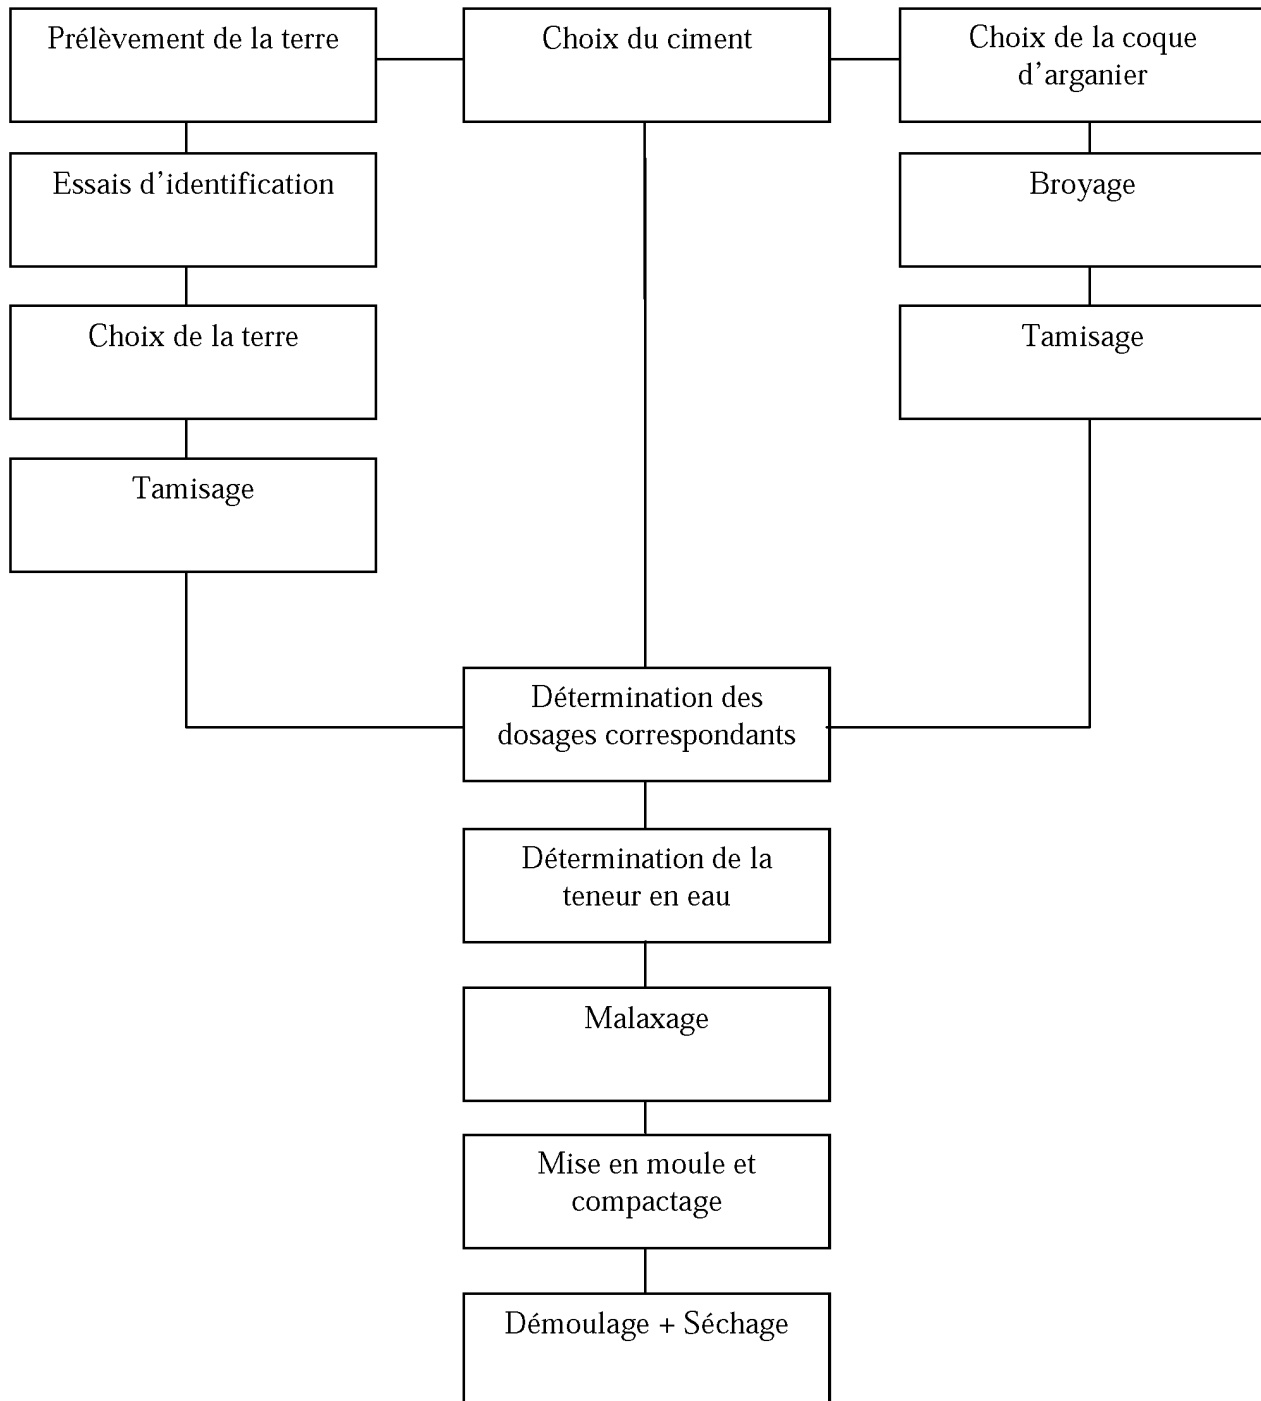 Prélèvement de la terre
Choix du ciment
Choix de la coque
d’arganier
Essais d’identification
Broyage
Choix de la terre
Tamisage
Tamisage
Détermination des
dosages correspondants
Détermination de la
teneur en eau
Malaxage
Mise en moule et
compactage
Démoulage + Séchage